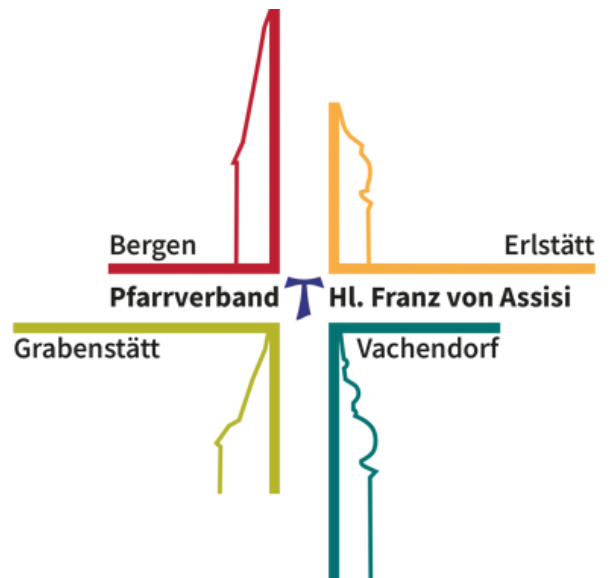 Bergen
Erlstätt
Pfarrverband Hl. Franz von Assisi
Grabenstätt
Vachendorf